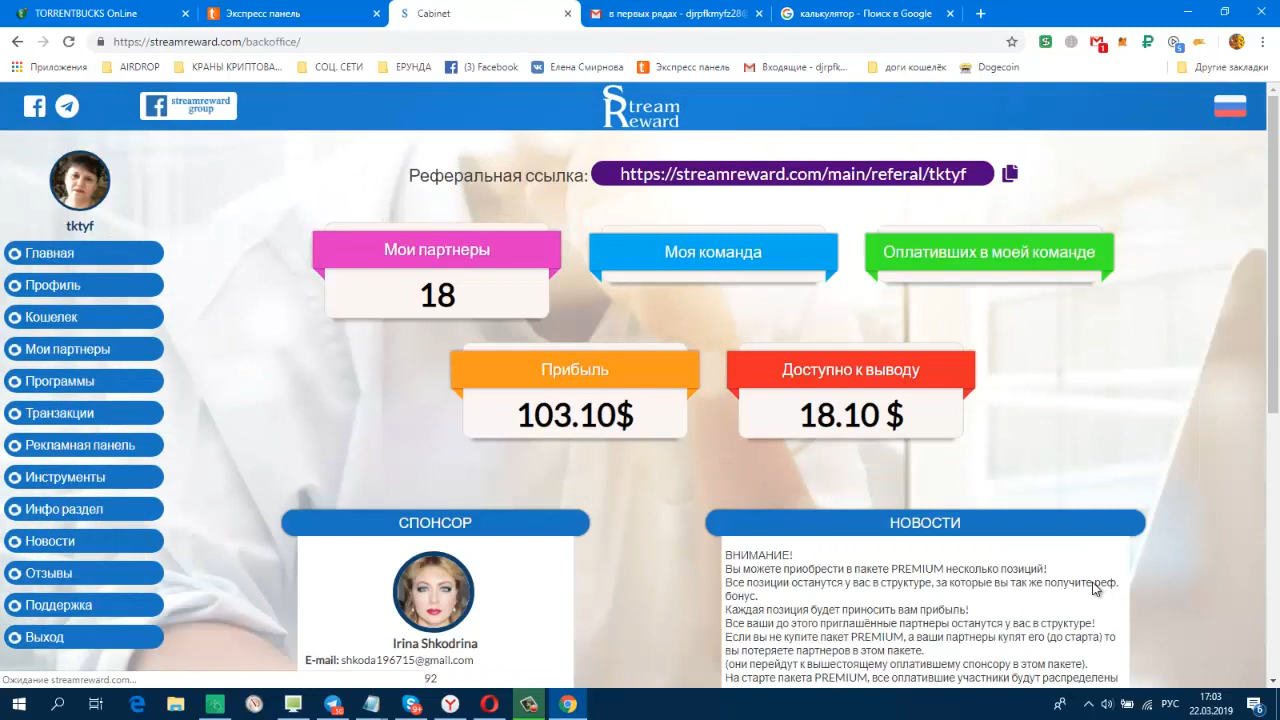 TORRENTBUCKS OnLine
Экспресс панель
Cabinet
в первых рядах - djrpfkmyfz28@
калькулятор - Поиск в Google
https://streamreward.com/backoffice/
Приложения
AIRDROP
КРАНЫ КРИПТОВА...
СОЦ. СЕТИ
ЕРУНДА
(3) Facebook
Елена Смирнова
Экспресс панель
Входящие - djrpfk...
доги кошелёк
Dogecoin
Другие закладки
streamreward
group
Stream
Reward
Реферальная ссылка:
https://streamreward.com/main/referal/tktyf
tktyf
Главная
Профиль
Кошелек
Мои партнеры
Программы
Транзакции
Рекламная панель
Инструменты
Инфо раздел
Новости
Отзывы
Поддержка
Выход
Мои партнеры
18
Моя команда
Оплативших в моей команде
Прибыль
103.10$
Доступно к выводу
18.10 $
СПОНСОР
Irina Shkodrina
E-mail: shkoda196715@gmail.com
92
НОВОСТИ
ВНИМАНИЕ!
Вы можете приобрести в пакете PREMIUM несколько позиций!
Все позиции останутся у вас в структуре, за которые вы так же получите реф.
бонус.
Каждая позиция будет приносить вам прибыль!
Все ваши до этого приглашённые партнеры останутся у вас в структуре!
Если вы не купите пакет PREMIUM, а ваши партнеры купят его (до старта) то
вы потеряете партнеров в этом пакете.
(они перейдут к вышестоящему оплатившему спонсору в этом пакете).
На старте пакета PREMIUM, все оплатившие участники будут распределены
Ожидание streamreward.com...
РУС
17:03
22.03.2019